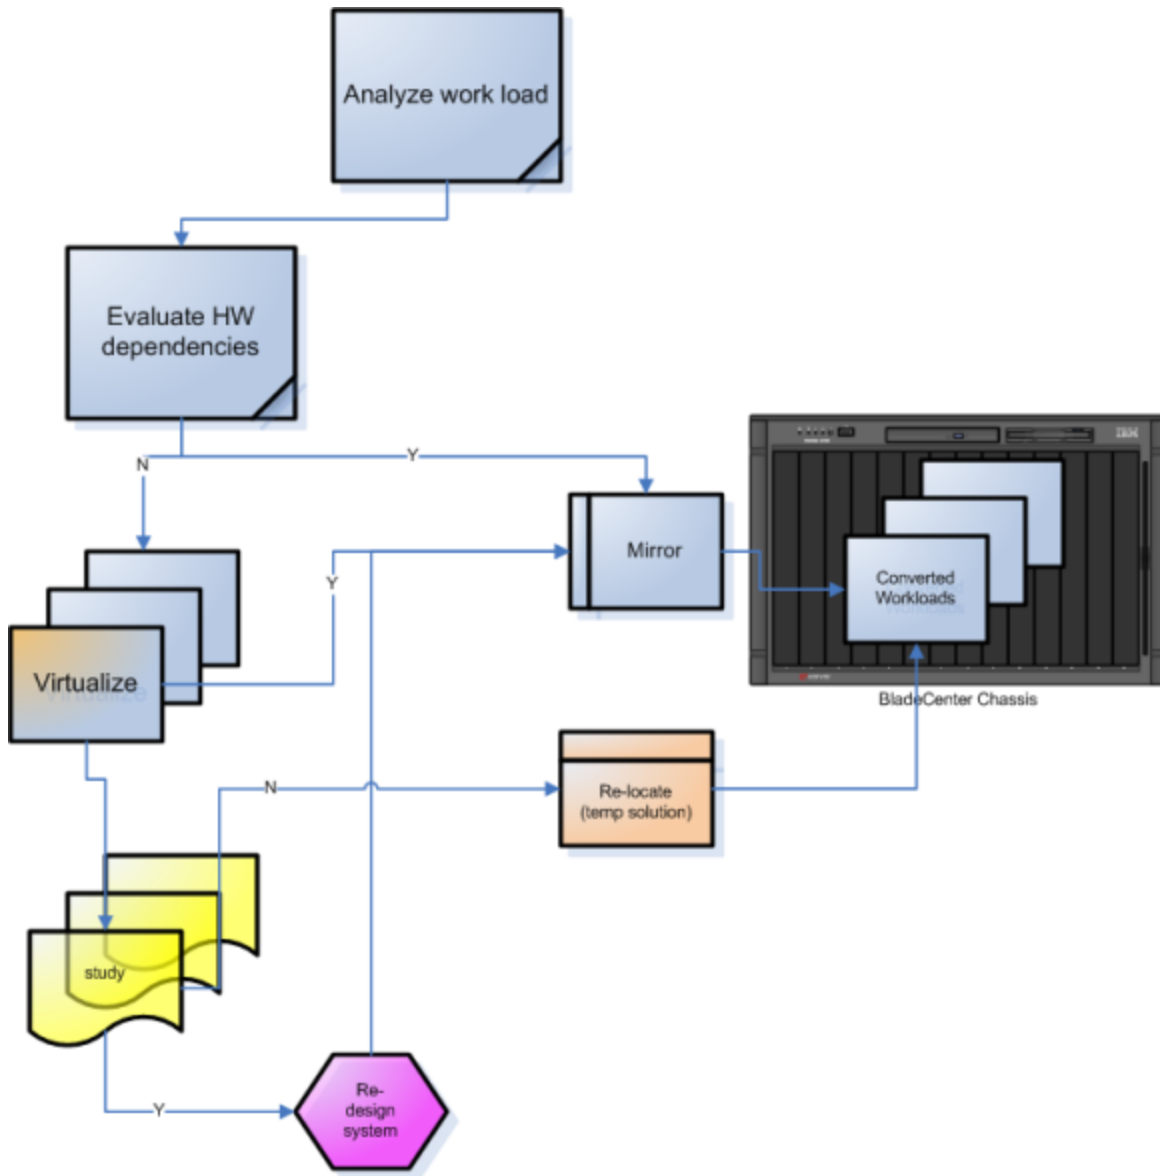 Analyze work load
Evaluate HW
dependencies
N
Y
IBM
Mirror
Converted
Workloads
Y
Virtualize
BladeCenter Chassis
N
Re-locate
(temp solution)
study
Y
Re-
design
system